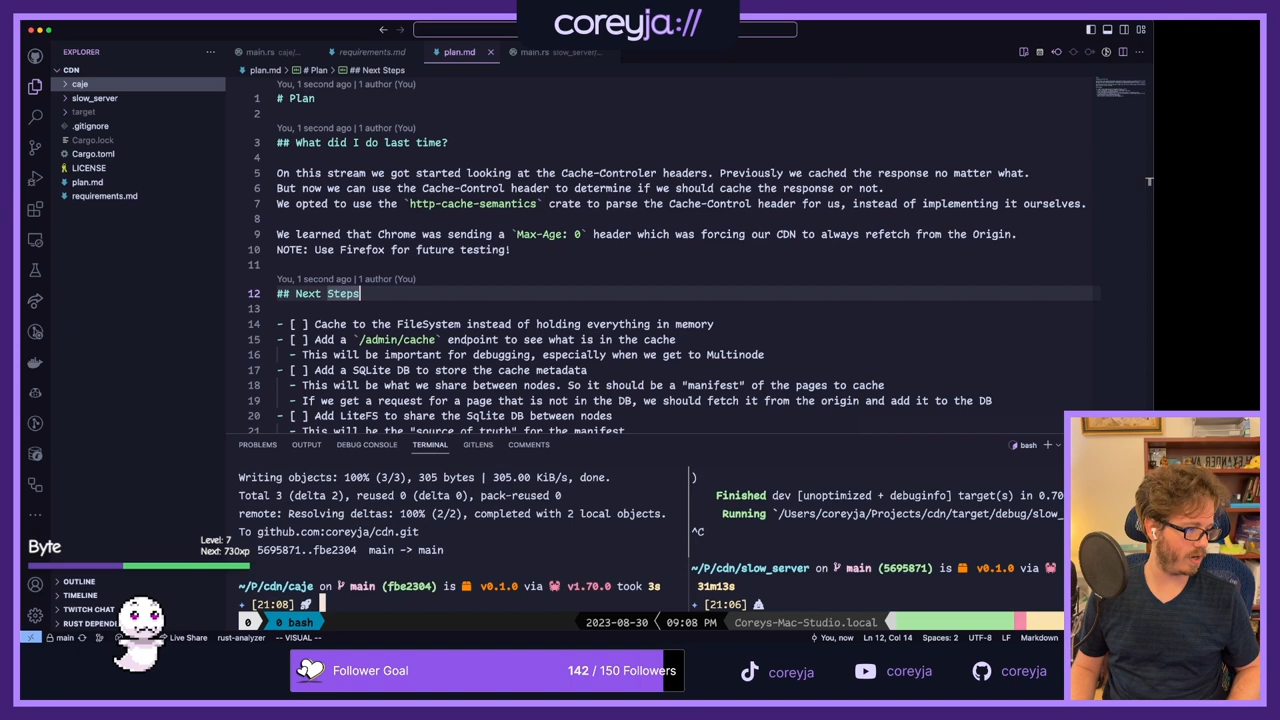 coreyja://
EXPLORER
main.rs caje/...
requirements.md
plan.md
main.rs slow_server/...
CDN
plan.md > # Plan > ## Next Steps
caje
slow_server
target
.gitignore
Cargo.lock
Cargo.toml
LICENSE
plan.md
requirements.md
You, 1 second ago | 1 author (You)
1 # Plan
2
You, 1 second ago | 1 author (You)
3 ## What did I do last time?
4
5 On this stream we got started looking at the Cache-Controler headers. Previously we cached the response no matter what.
6 But now we can use the Cache-Control header to determine if we should cache the response or not.
7 We opted to use the `http-cache-semantics` crate to parse the Cache-Control header for us, instead of implementing it ourselves.
8
9 We learned that Chrome was sending a `Max-Age: 0` header which was forcing our CDN to always refetch from the Origin.
10 NOTE: Use Firefox for future testing!
11
You, 1 second ago | 1 author (You)
12 ## Next Steps
13
14 - [ ] Cache to the FileSystem instead of holding everything in memory
15 - [ ] Add a `/admin/cache` endpoint to see what is in the cache
16 - This will be important for debugging, especially when we get to Multinode
17 - [ ] Add a SQLite DB to store the cache metadata
18 - This will be what we share between nodes. So it should be a "manifest" of the pages to cache
19 - If we get a request for a page that is not in the DB, we should fetch it from the origin and add it to the DB
20 - [ ] Add LiteFS to share the Sqlite DB between nodes
21 - This will be the "source of truth" for the manifest
PROBLEMS OUTPUT DEBUG CONSOLE TERMINAL GITLENS COMMENTS
bash
Writing objects: 100% (3/3), 305 bytes | 305.00 KiB/s, done.
Total 3 (delta 2), reused 0 (delta 0), pack-reused 0
remote: Resolving deltas: 100% (2/2), completed with 2 local objects.
To github.com:coreyja/cdn.git
5695871..fbe2304 main -> main
~/P/cdn/caje on main (fbe2304) is v0.1.0 via v1.70.0 took 3s
[21:08]
)
Finished dev [unoptimized + debuginfo] target(s) in 0.70
Running `/Users/coreyja/Projects/cdn/target/debug/slow_
^C
~/P/cdn/slow_server on main (5695871) is v0.1.0 via
31m13s
[21:06]
0 0 bash
2023-08-30 09:08 PM Coreys-Mac-Studio.local
Byte
Level: 7
Next: 730xp
OUTLINE
TIMELINE
TWITCH CHAT
RUST DEPEND
main
Live Share
rust-analyzer
-- VISUAL --
You, now
Ln 12, Col 14
Spaces: 2
UTF-8
LF
Markdown
Follower Goal
142 / 150 Followers
coreyja
coreyja
coreyja